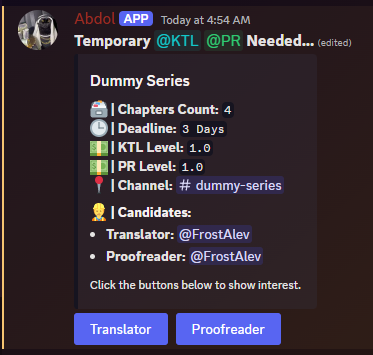 Abdol APP Today at 4:54 AM
Temporary @KTL @PR Needed... (edited)
Dummy Series
| Chapters Count: 4
| Deadline: 3 Days
| KTL Level: 1.0
| PR Level: 1.0
| Channel: # dummy-series
| Candidates:
• Translator: @FrostAlev
• Proofreader: @FrostAlev
Click the buttons below to show interest.
Translator Proofreader